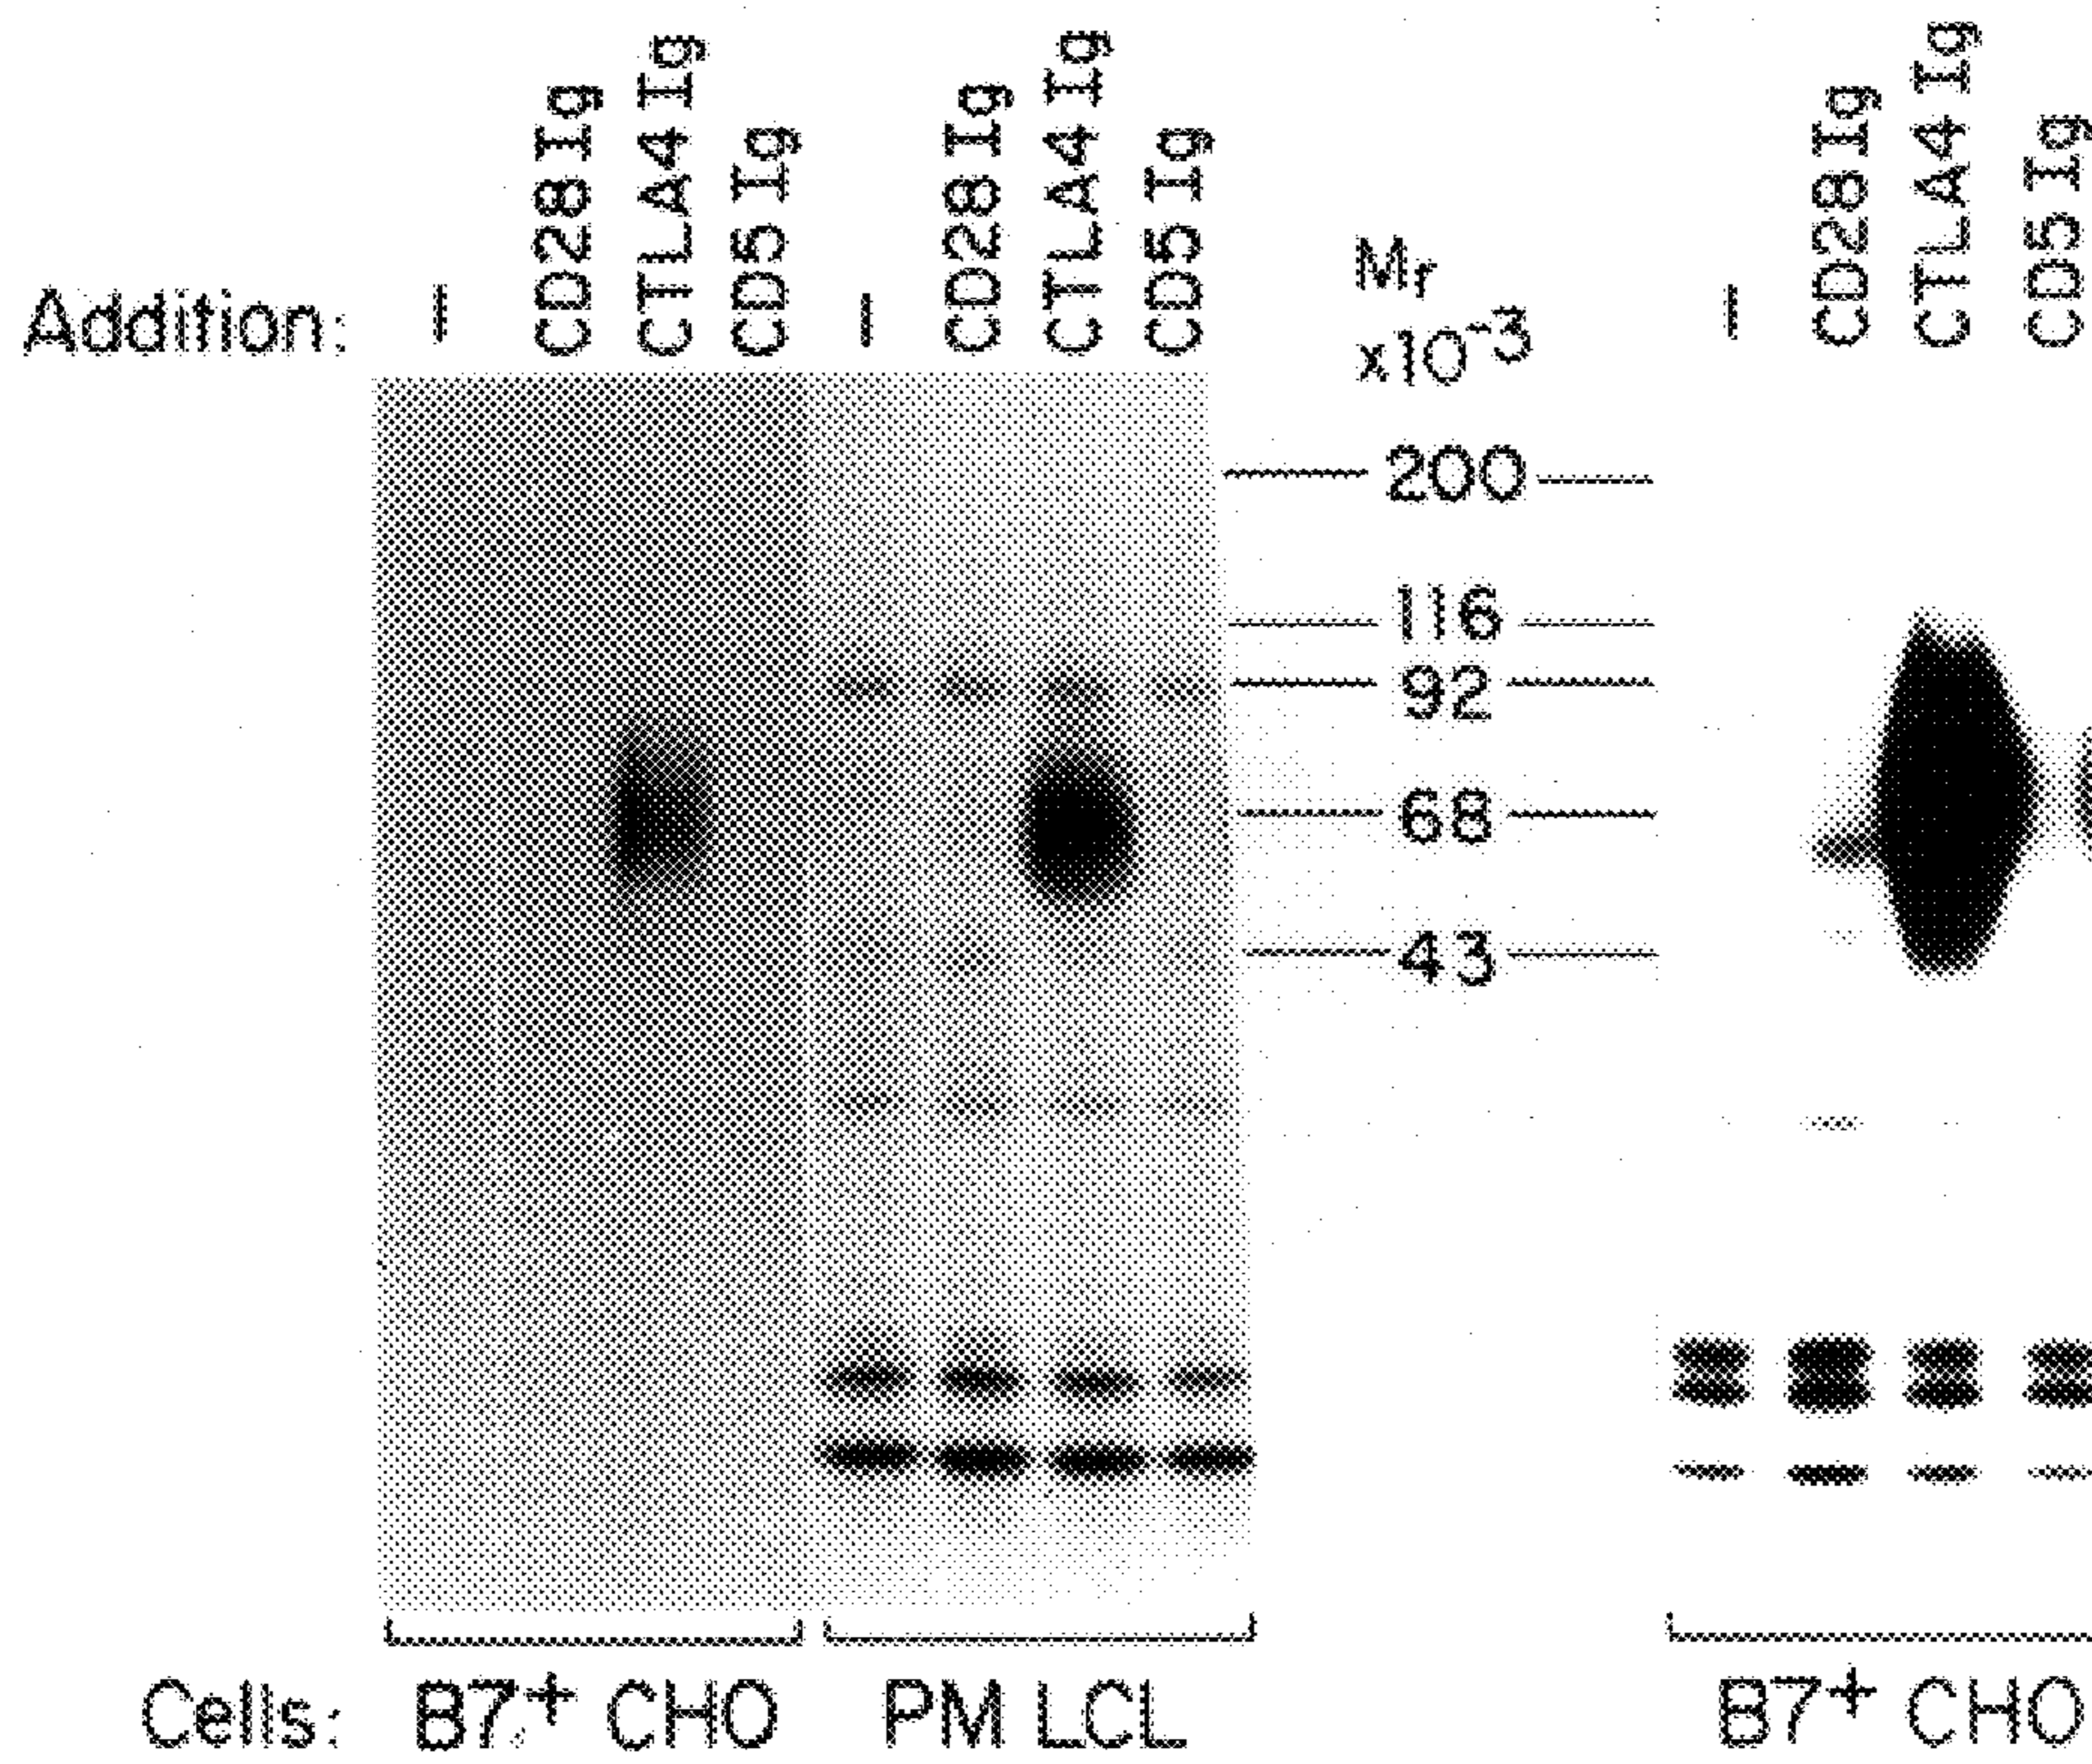 Addition: – CD28 Ig CTLA4 Ig CD5 Ig – CD28 Ig CTLA4 Ig CD5 Ig – CD28 Ig CTLA4 Ig CD5 Ig
Mr
x10-3
200
116
92
68
43
Cells: B7+ CHO PM LCL B7+ CHO